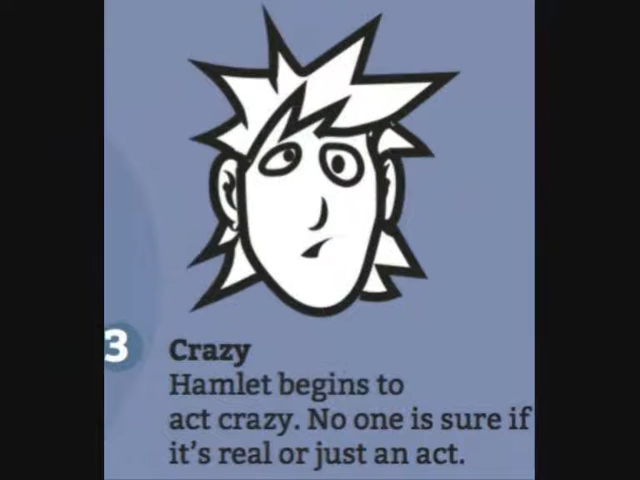 3
Crazy
Hamlet begins to
act crazy. No one is sure if
it's real or just an act.